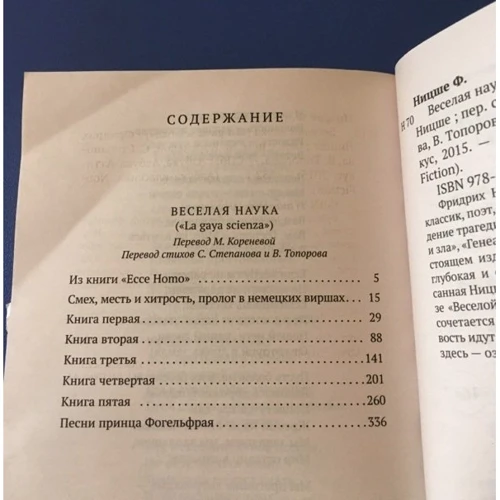 СОДЕРЖАНИЕ
ВЕСЕЛАЯ НАУКА
(«La gaya scienza»)
Перевод М. Кореневой
Перевод стихов С. Степанова и В. Топорова
Из книги «Ecce Homo» 5
Смех, месть и хитрость, пролог в немецких виршах 15
Книга первая 29
Книга вторая 88
Книга третья 141
Книга четвертая 201
Книга пятая 260
Песни принца Фогельфрая 336
Ницше Ф.
Н 70
Веселая нау
Ницше ; пер. с
ва, В. Топоров
кус, 2015. —
Fiction).
ISBN 978-
Фридрих Н
классик, поэт,
дение трагеди
и зла», «Генеа
стоящем изд
глубокая и
санная Ницш
зе «Веселой
сочетается
вость идут
здесь — оз